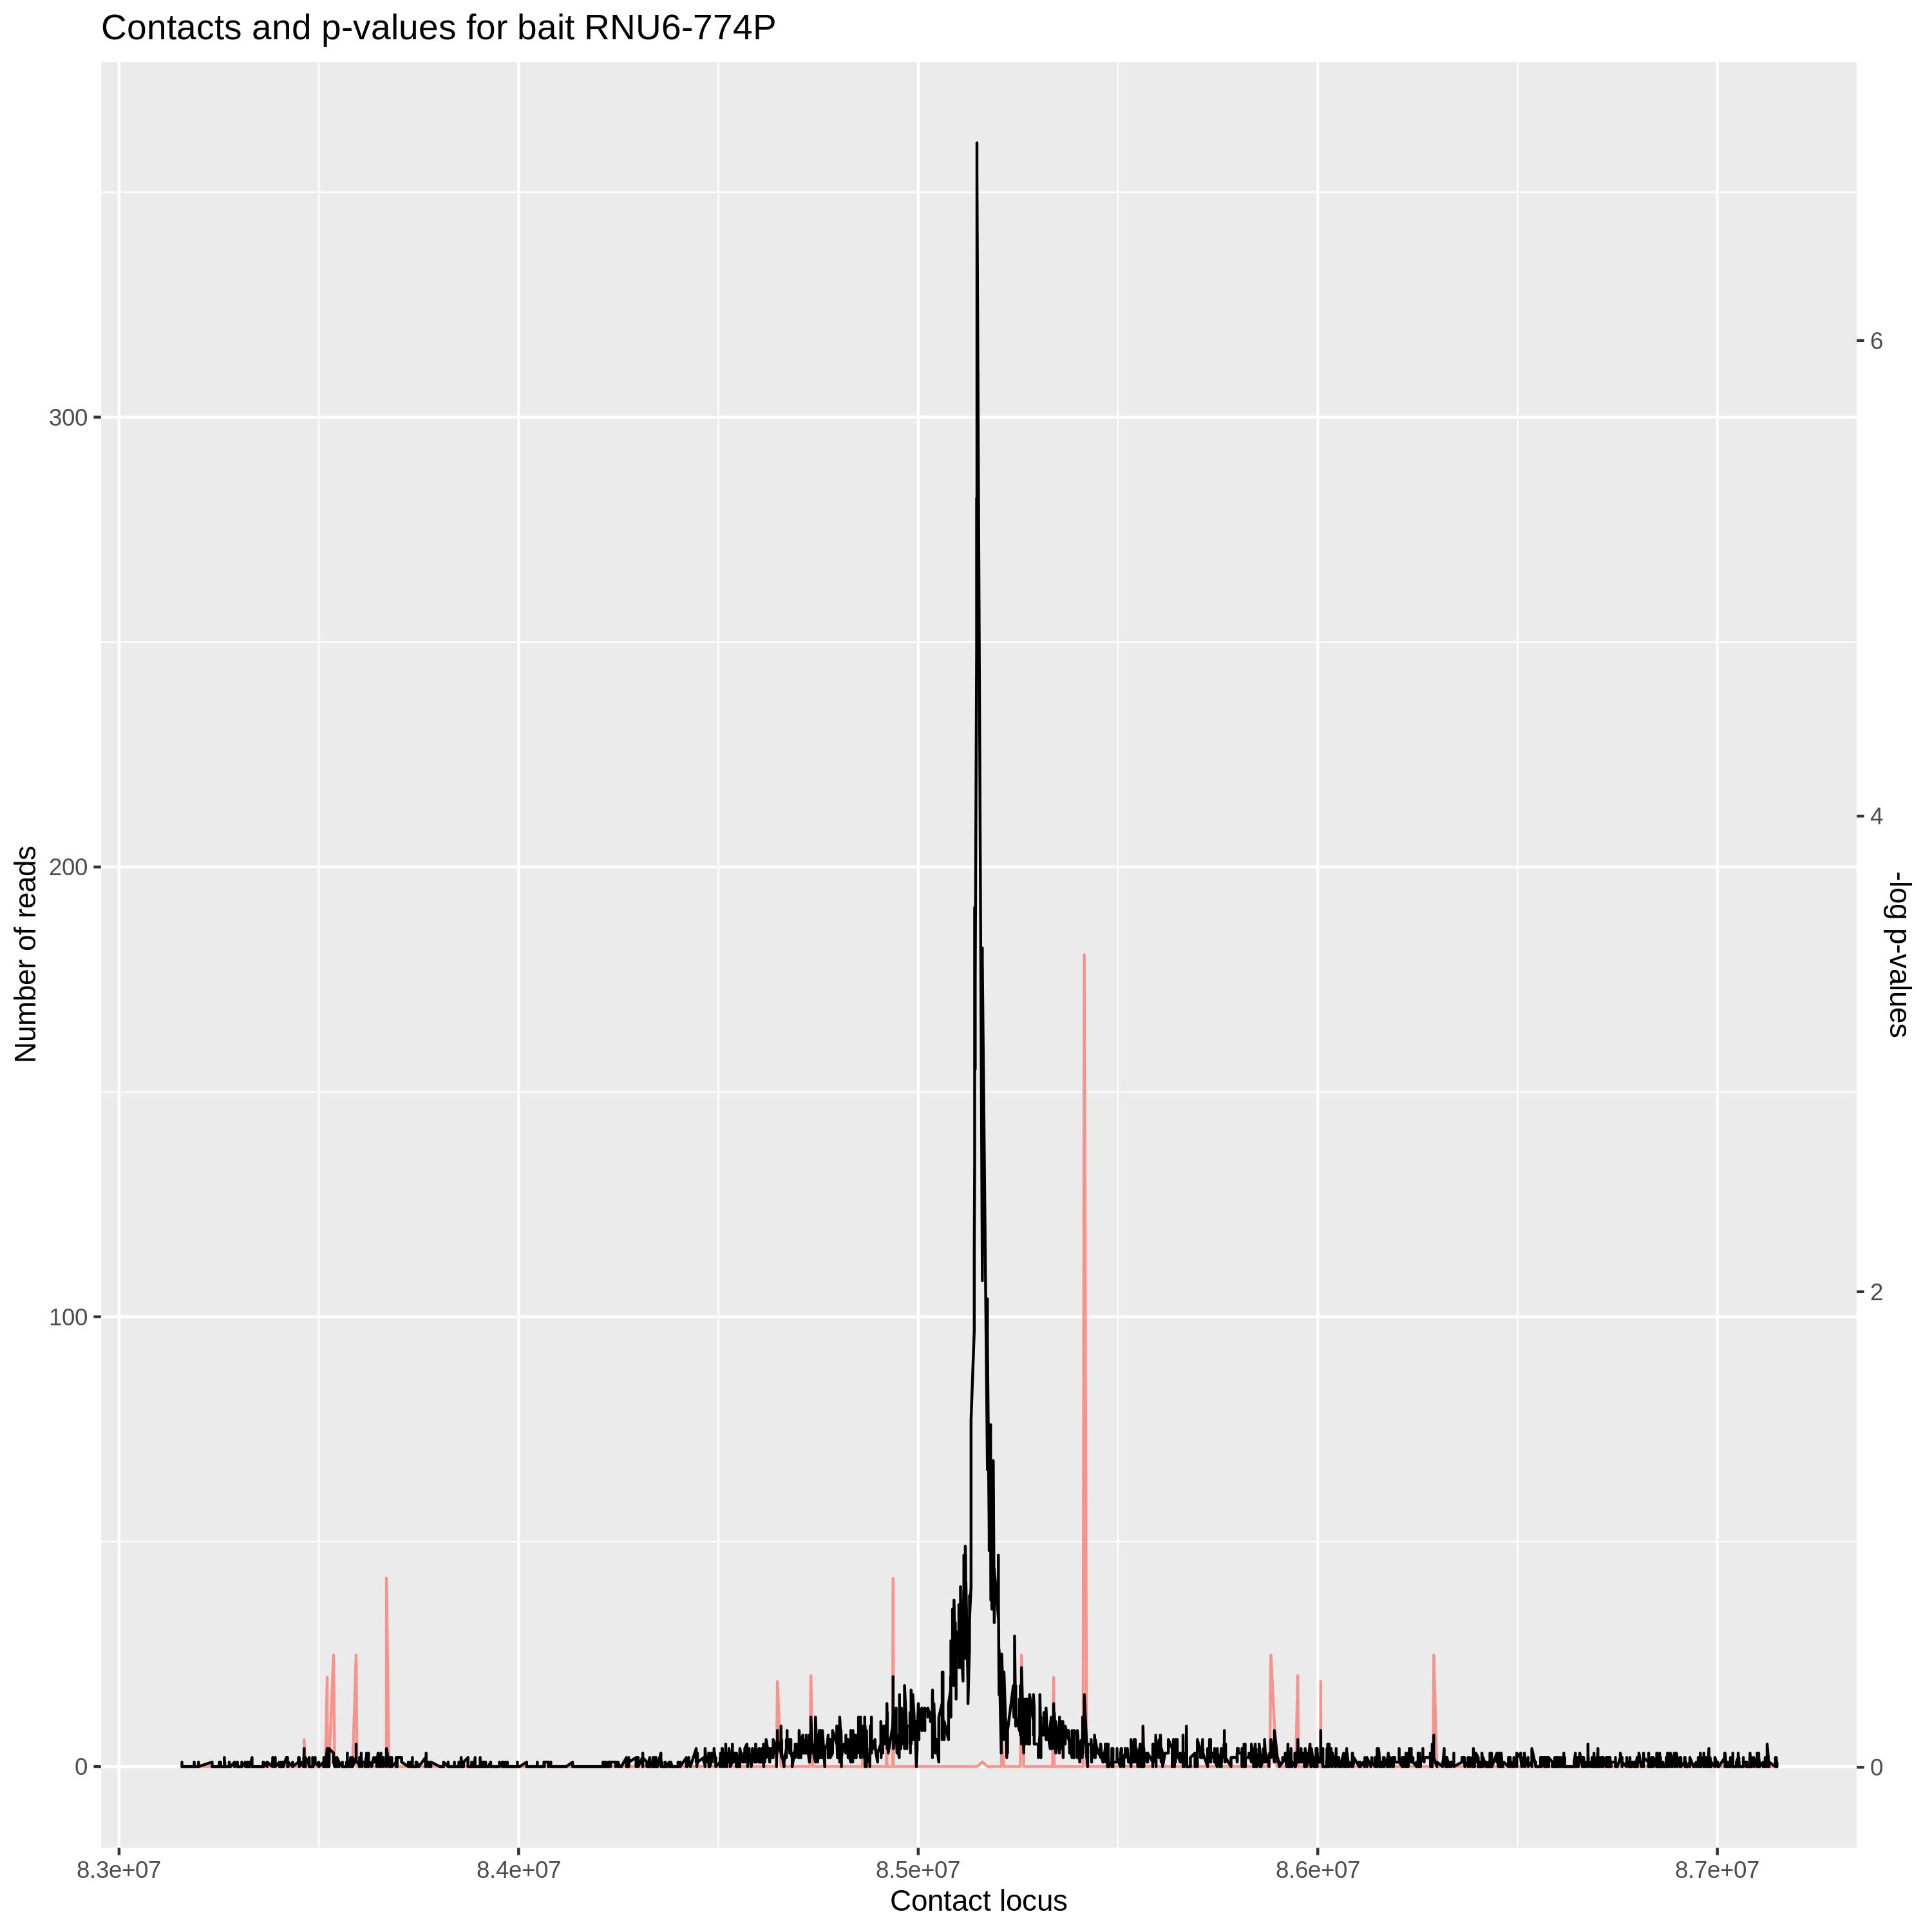 Contacts and p-values for bait RNU6-774P
Number of reads
300
200
100
0
6
4
2
0
-log p-values
8.3e+07
8.4e+07
8.5e+07
8.6e+07
8.7e+07
Contact locus